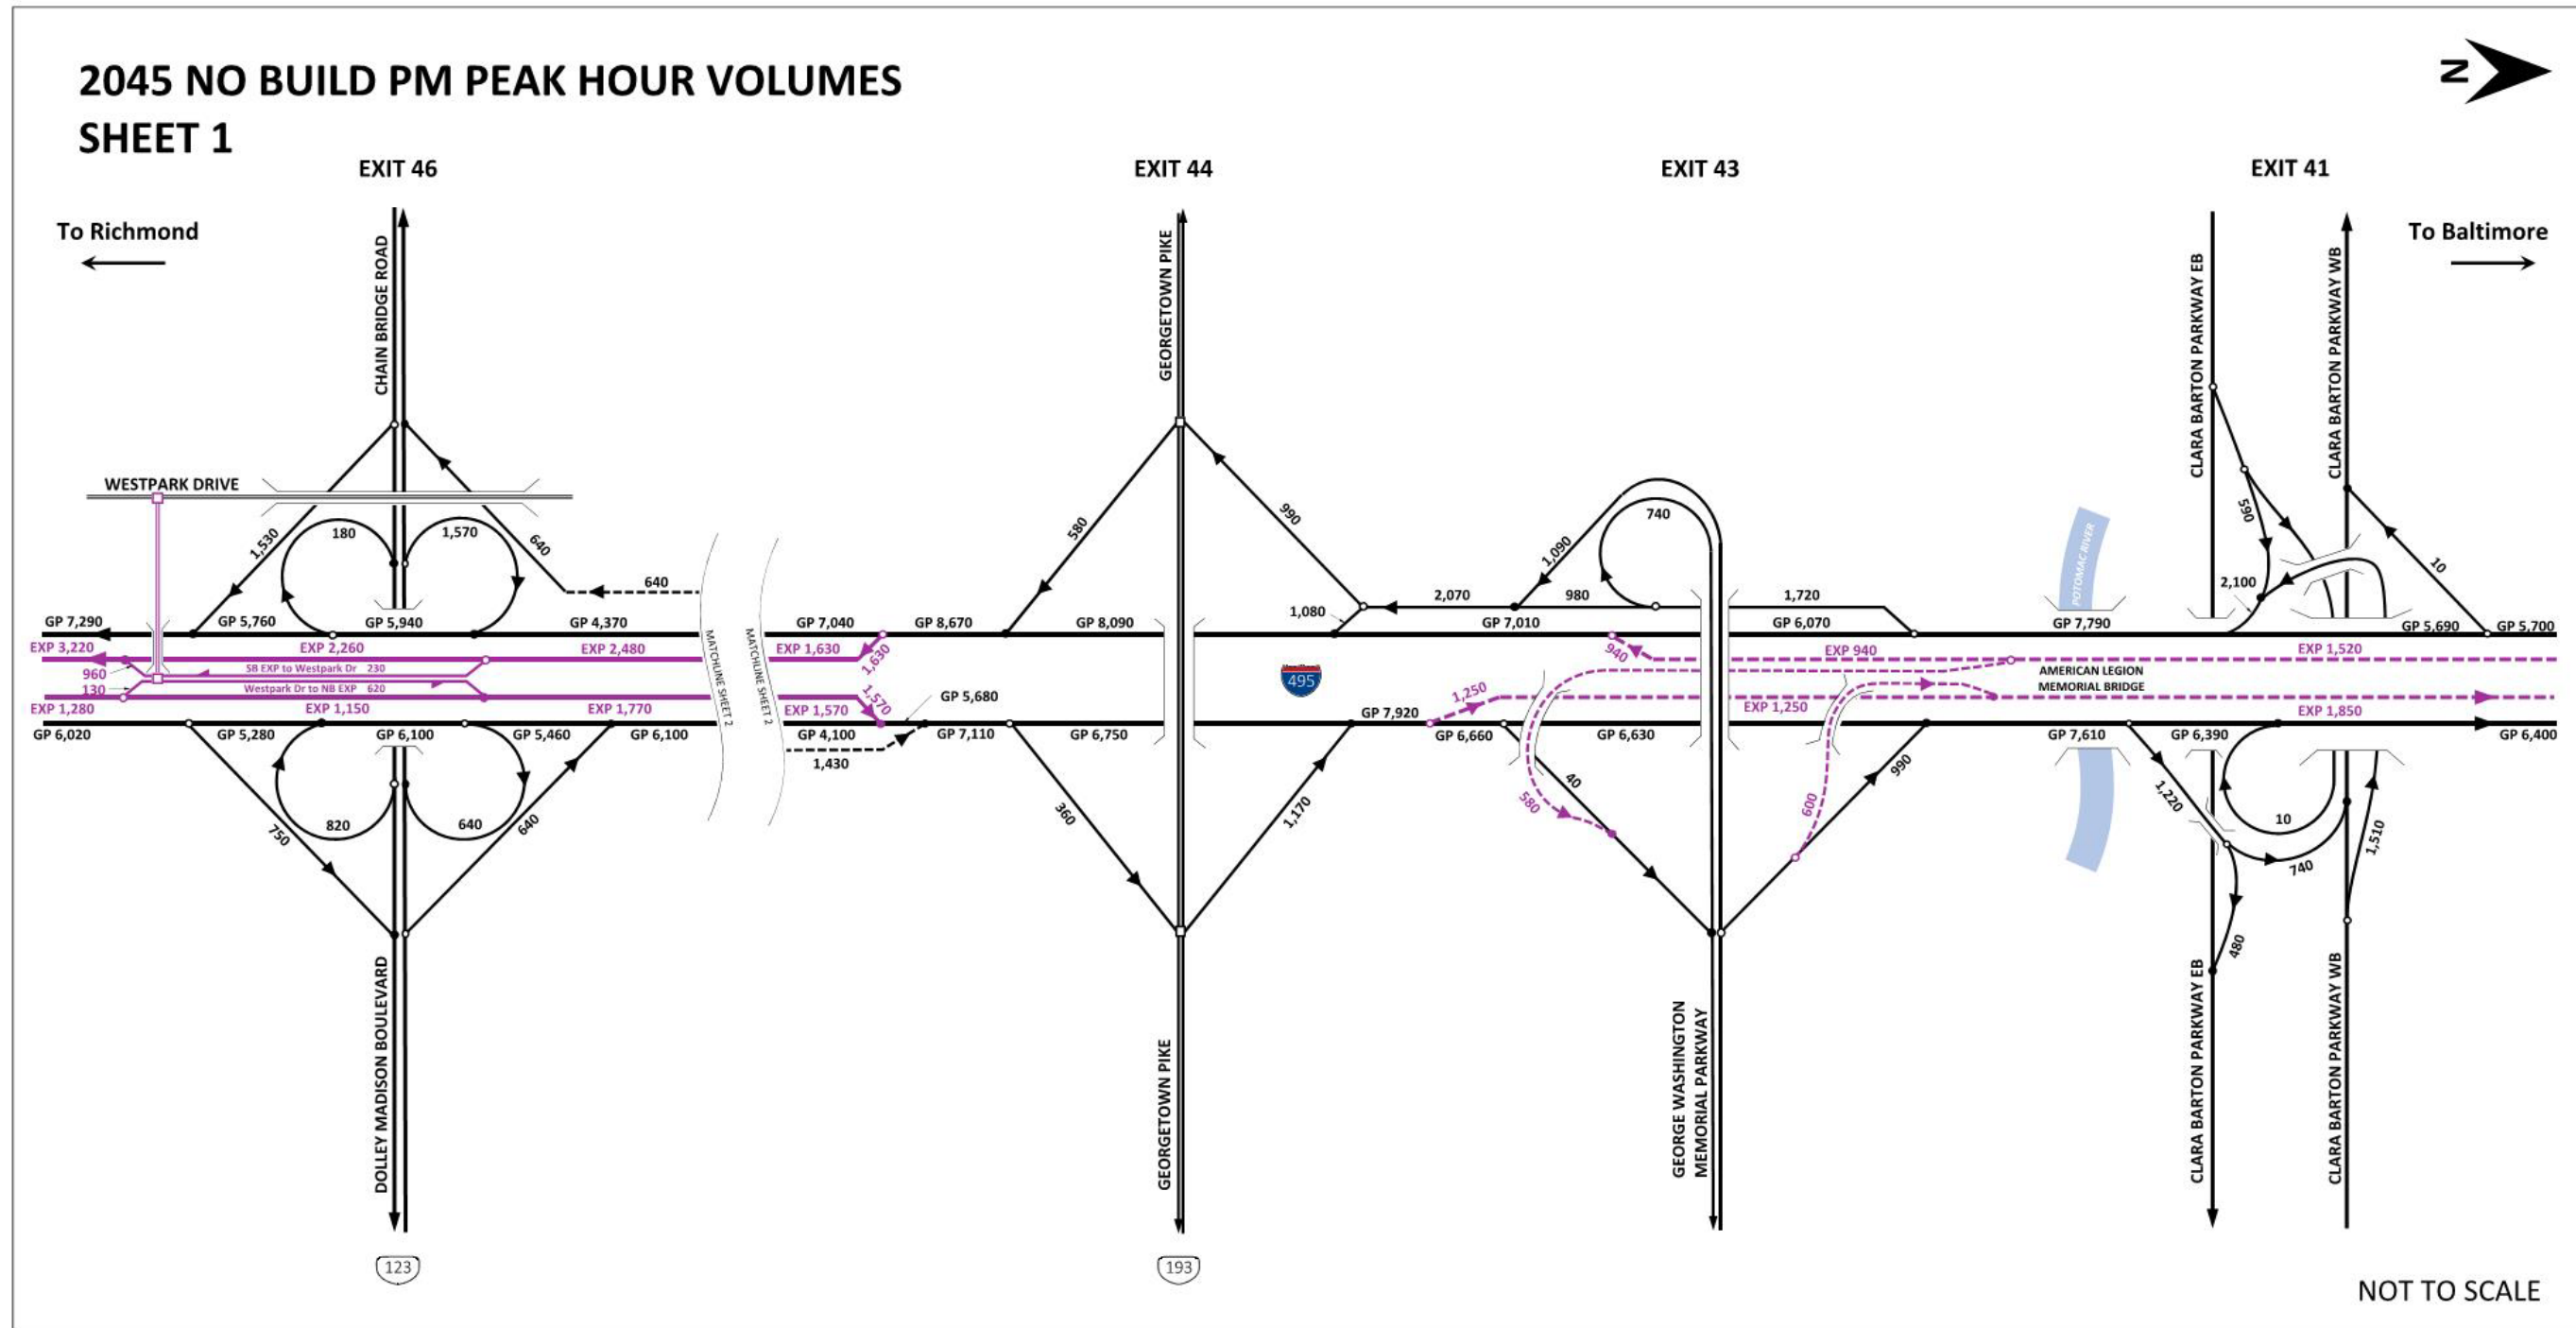 2045 NO BUILD PM PEAK HOUR VOLUMES
SHEET 1
N
EXIT 46
EXIT 44
EXIT 43
EXIT 41
To Richmond
To Baltimore
CHAIN BRIDGE ROAD
GEORGETOWN PIKE
CLARA BARTON PARKWAY EB
CLARA BARTON PARKWAY WB
WESTPARK DRIVE
1,530
180
1,570
640
640
580
990
1,090
740
590
10
POTOMAC RIVER
2,100
2,070
980
1,720
1,080
GP 7,290
GP 5,760
GP 5,940
GP 4,370
GP 7,040
GP 8,670
GP 8,090
GP 7,010
GP 6,070
GP 7,790
GP 5,690
GP 5,700
EXP 3,220
EXP 2,260
EXP 2,480
EXP 1,630
1,630
940
EXP 940
EXP 1,520
960
SB EXP to Westpark Dr 230
MATCHLINE SHEET 2
MATCHLINE SHEET 2
495
AMERICAN LEGION
MEMORIAL BRIDGE
130
Westpark Dr to NB EXP 620
1,570
GP 5,680
1,250
EXP 1,280
EXP 1,150
EXP 1,770
EXP 1,570
EXP 1,250
EXP 1,850
GP 7,920
GP 6,020
GP 5,280
GP 6,100
GP 5,460
GP 6,100
GP 4,100
GP 7,110
GP 6,750
GP 6,660
GP 6,630
GP 7,610
GP 6,390
GP 6,400
1,430
750
820
640
640
360
1,170
40
580
600
990
1,220
10
740
1,510
480
DOLLEY MADISON BOULEVARD
GEORGETOWN PIKE
GEORGE WASHINGTON
MEMORIAL PARKWAY
CLARA BARTON PARKWAY EB
CLARA BARTON PARKWAY WB
123
193
NOT TO SCALE